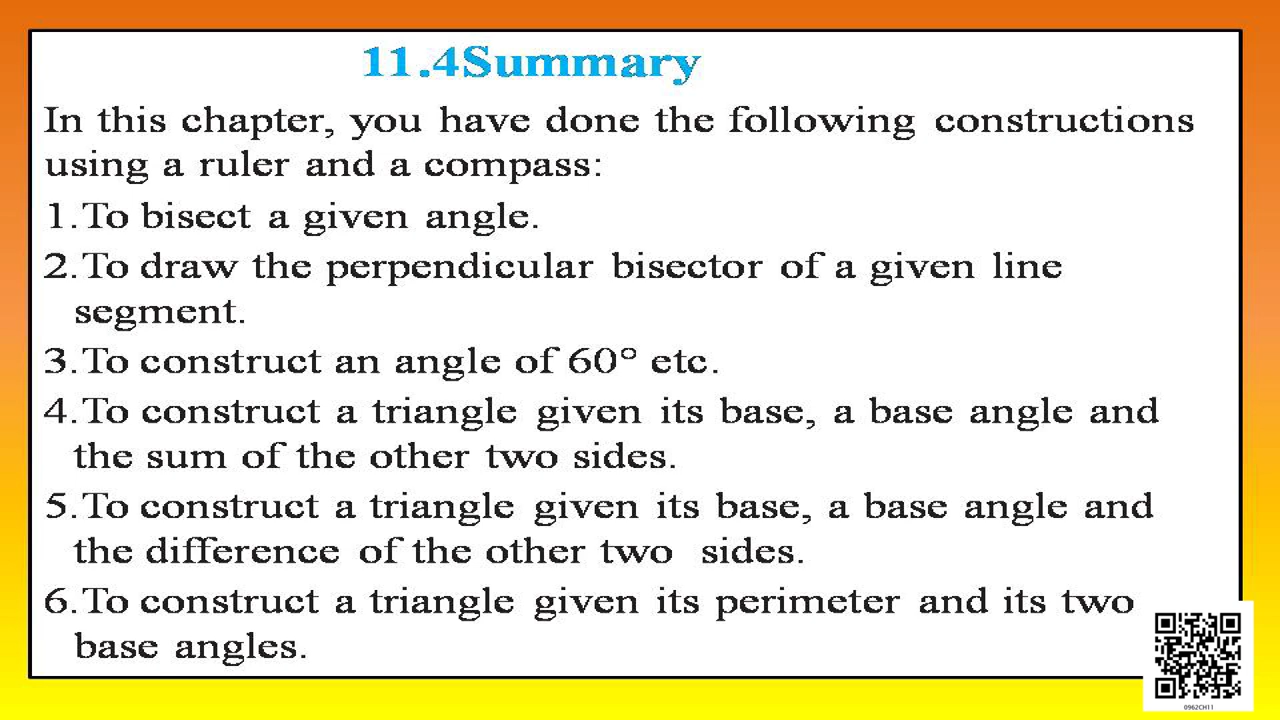 11.4Summary
In this chapter, you have done the following constructions
using a ruler and a compass:
1.To bisect a given angle.
2.To draw the perpendicular bisector of a given line
segment.
3.To construct an angle of 60° etc.
4.To construct a triangle given its base, a base angle and
the sum of the other two sides.
5.To construct a triangle given its base, a base angle and
the difference of the other two sides.
6.To construct a triangle given its perimeter and its two
base angles.
0962CH11